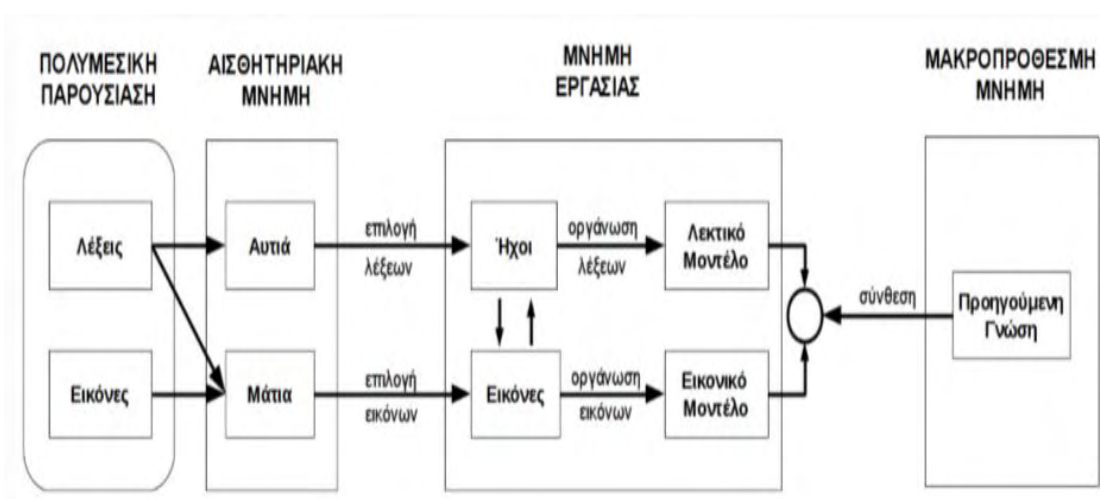 ΠΟΛΥΜΕΣΙΚΗ
ΠΑΡΟΥΣΙΑΣΗ
ΑΙΣΘΗΤΗΡΙΑΚΗ
ΜΝΗΜΗ
ΜΝΗΜΗ
ΕΡΓΑΣΙΑΣ
ΜΑΚΡΟΠΡΟΘΕΣΜΗ
ΜΝΗΜΗ
Λέξεις
Αυτιά
επιλογή
λέξεων
Ήχοι
οργάνωση
λέξεων
Λεκτικό
Μοντέλο
σύνθεση
Προηγούμενη
Γνώση
Εικόνες
Μάτια
επιλογή
εικόνων
Εικόνες
οργάνωση
εικόνων
Εικονικό
Μοντέλο